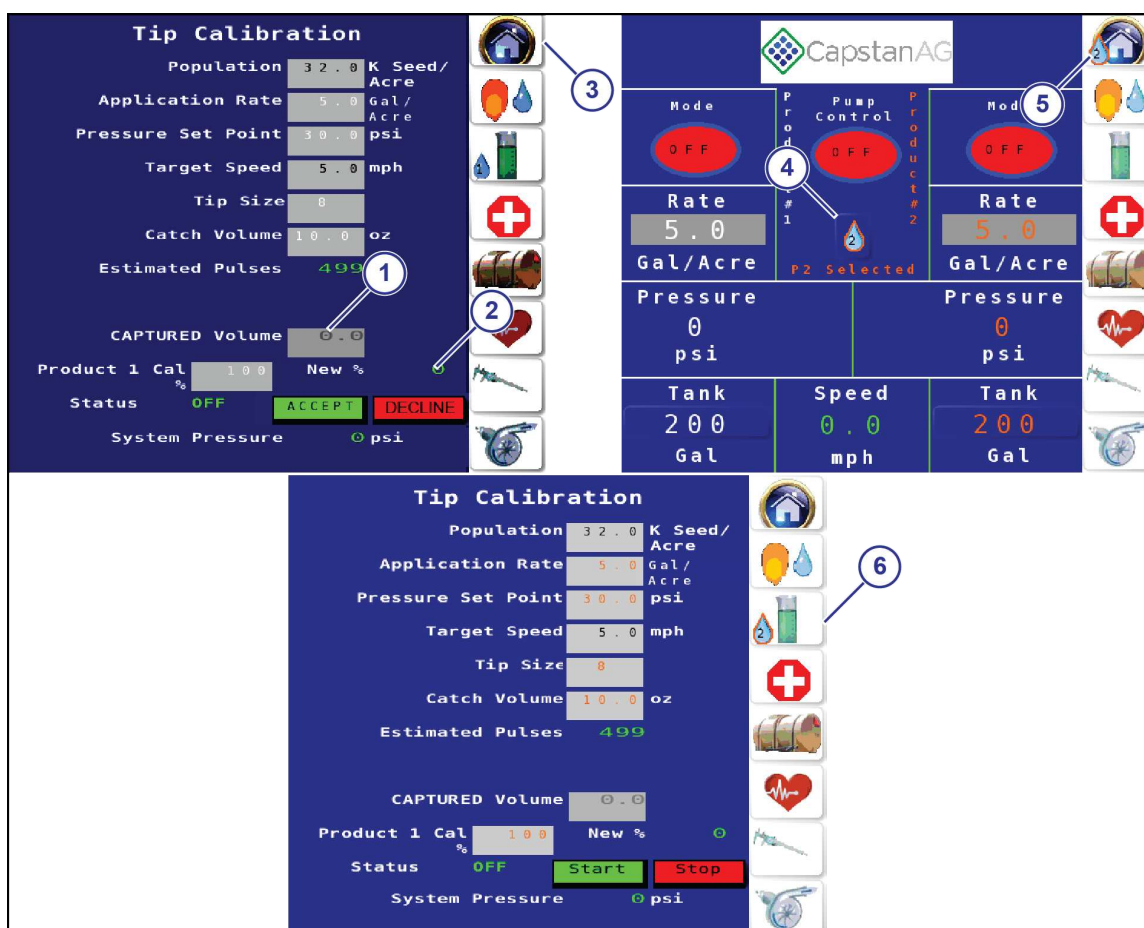 Tip Calibration
Population 32.0 K Seed/
Acre
Application Rate 5.0 Gal/
Acre
Pressure Set Point 30.0 psi
Target Speed 5.0 mph
Tip Size 8
Catch Volume 10.0 oz
Estimated Pulses 499
1
2
CAPTURED Volume 0.0
Product 1 Cal
% 100 New % 0
Status OFF ACCEPT DECLINE
System Pressure 0 psi
1
3
CapstanAG
2
5
Mode
OFF
Product #1
Pump
Control
OFF
Product #2
Mod
OFF
4
2
P2 Selected
Rate
5.0
Gal/Acre
Rate
5.0
Gal/Acre
Pressure
0
psi
Pressure
0
psi
Tank
200
Gal
Speed
0.0
mph
Tank
200
Gal
Tip Calibration
Population 32.0 K Seed/
Acre
Application Rate 5.0 Gal/
Acre
Pressure Set Point 30.0 psi
Target Speed 5.0 mph
Tip Size 8
Catch Volume 10.0 oz
Estimated Pulses 499
CAPTURED Volume 0.0
Product 1 Cal
% 100 New % 0
Status OFF Start Stop
System Pressure 0 psi
2
6